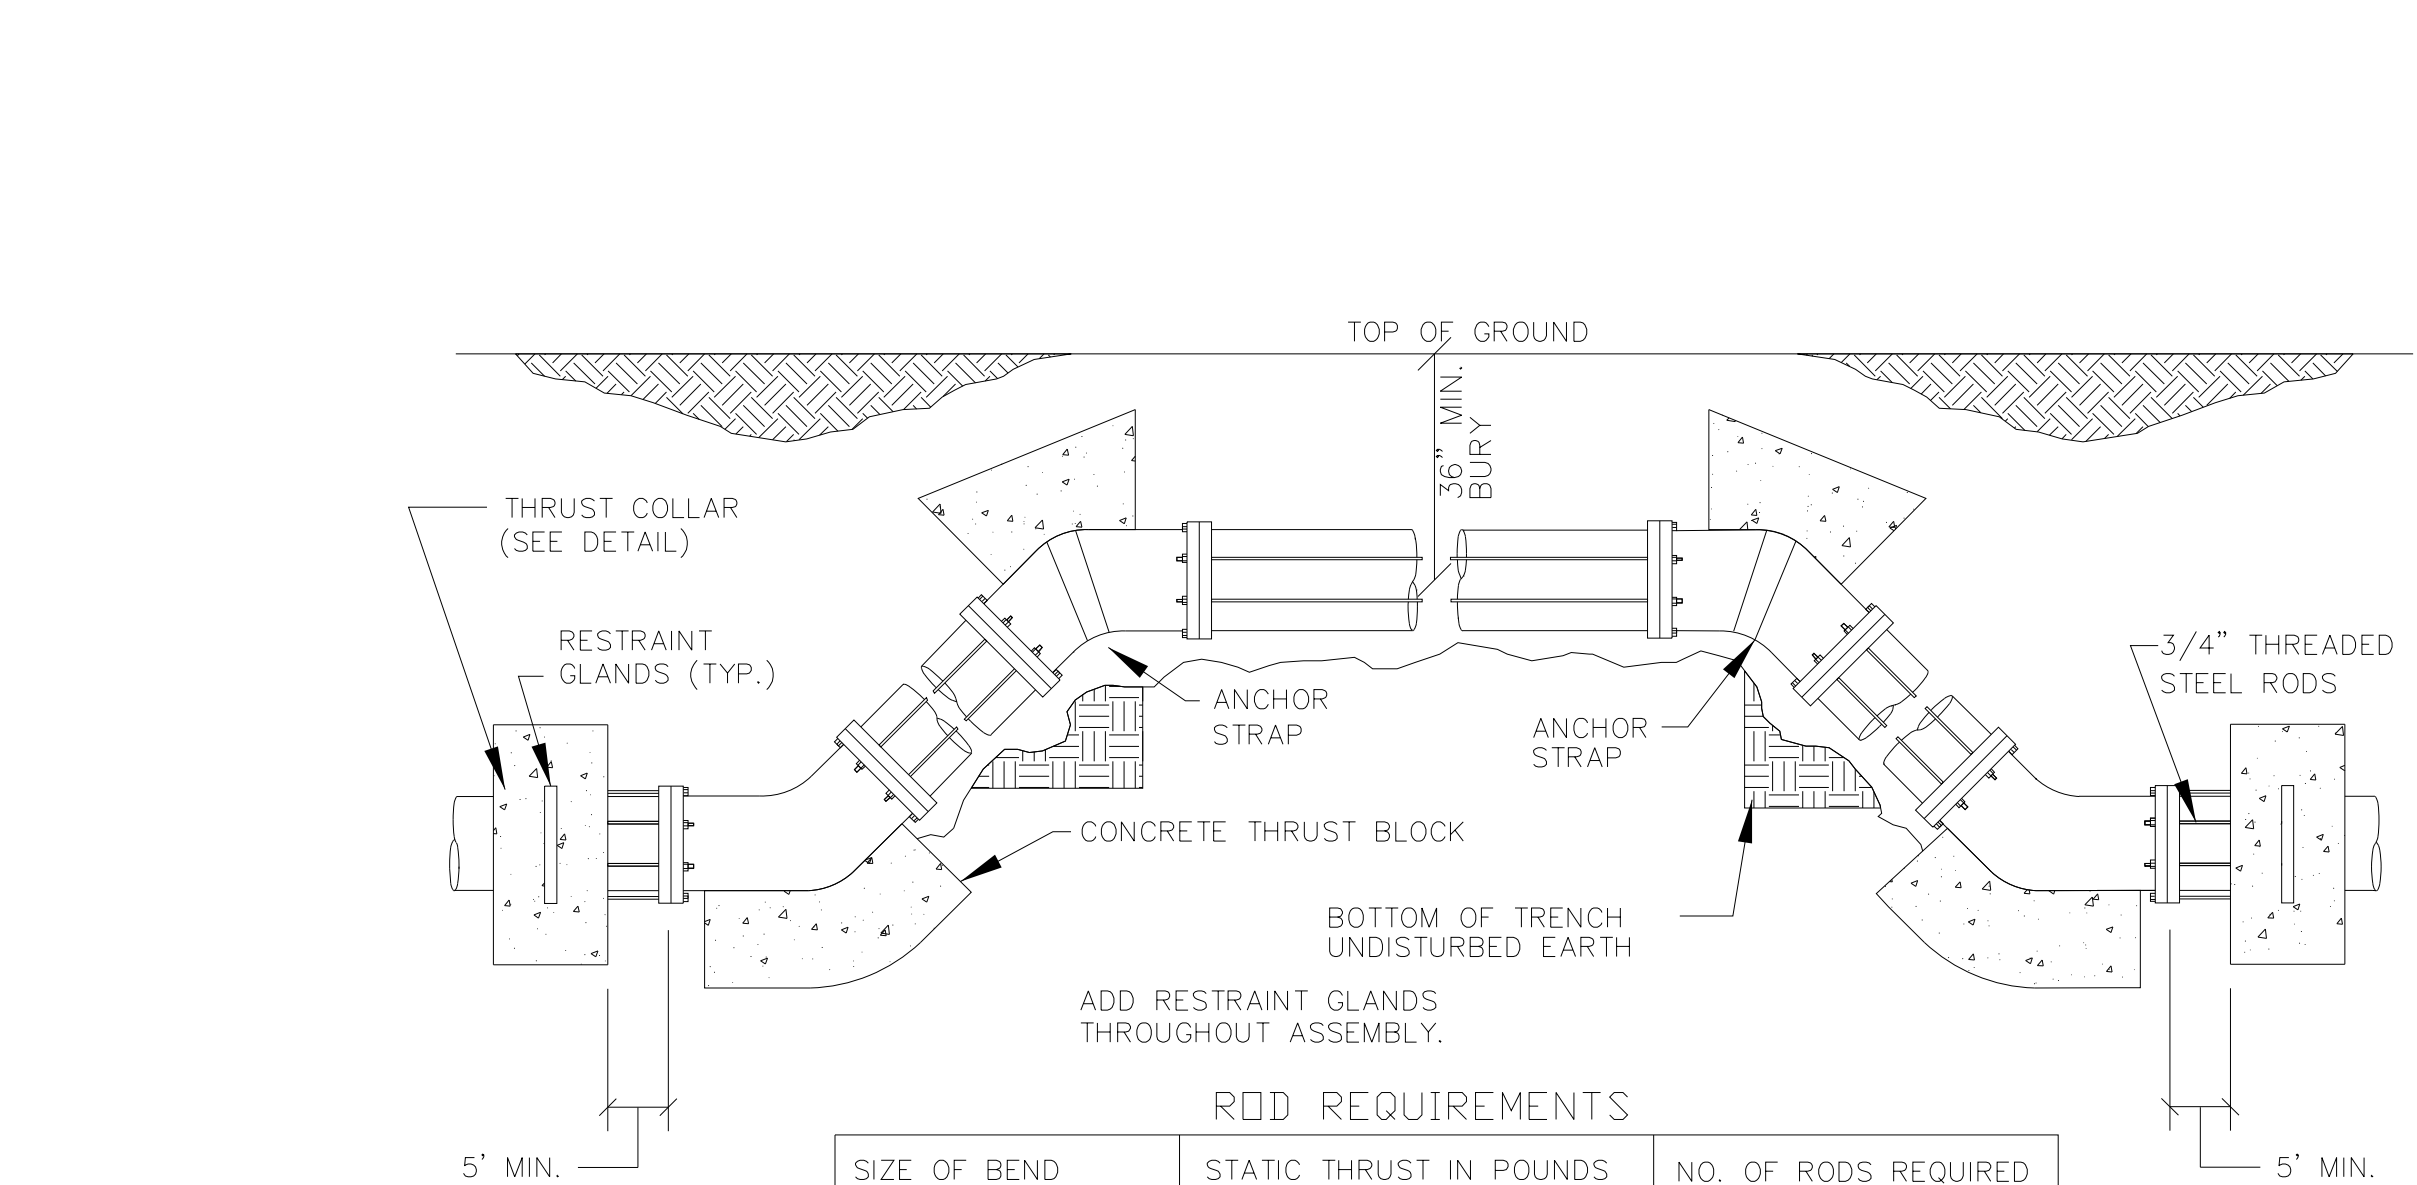 TOP OF GROUND
36" MIN.
BURY
THRUST COLLAR
(SEE DETAIL)
RESTRAINT
GLANDS (TYP.)
3/4" THREADED
STEEL RODS
ANCHOR
STRAP
ANCHOR
STRAP
CONCRETE THRUST BLOCK
BOTTOM OF TRENCH
UNDISTURBED EARTH
ADD RESTRAINT GLANDS
THROUGHOUT ASSEMBLY.
ROD REQUIREMENTS
5' MIN.
SIZE OF BEND
STATIC THRUST IN POUNDS
NO. OF RODS REQUIRED
5' MIN.